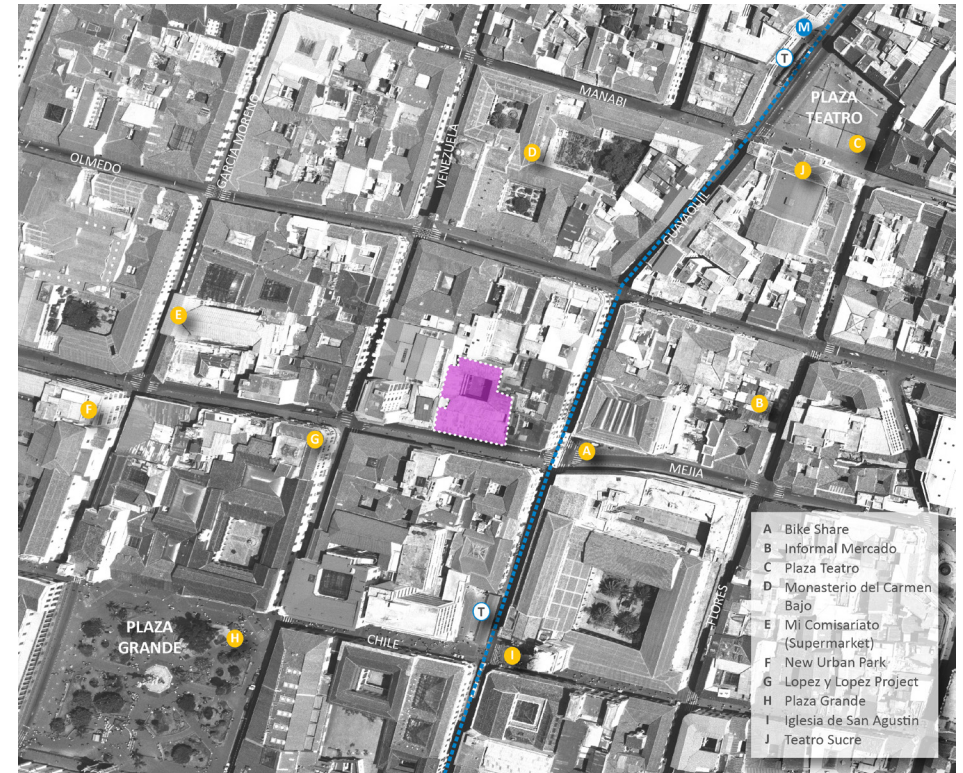 M
T
PLAZA
TEATRO
MANABI
C
GARCIA MORENO
VENEZUELA
D
J
OLMEDO
GUAYAQUIL
E
B
F
G
A
MEJIA
A Bike Share
B Informal Mercado
C Plaza Teatro
D Monasterio del Carmen
Bajo
E Mi Comisariato
(Supermarket)
F New Urban Park
G Lopez y Lopez Project
H Plaza Grande
I Iglesia de San Agustin
J Teatro Sucre
FLORES
T
PLAZA
GRANDE
H
CHILE
I